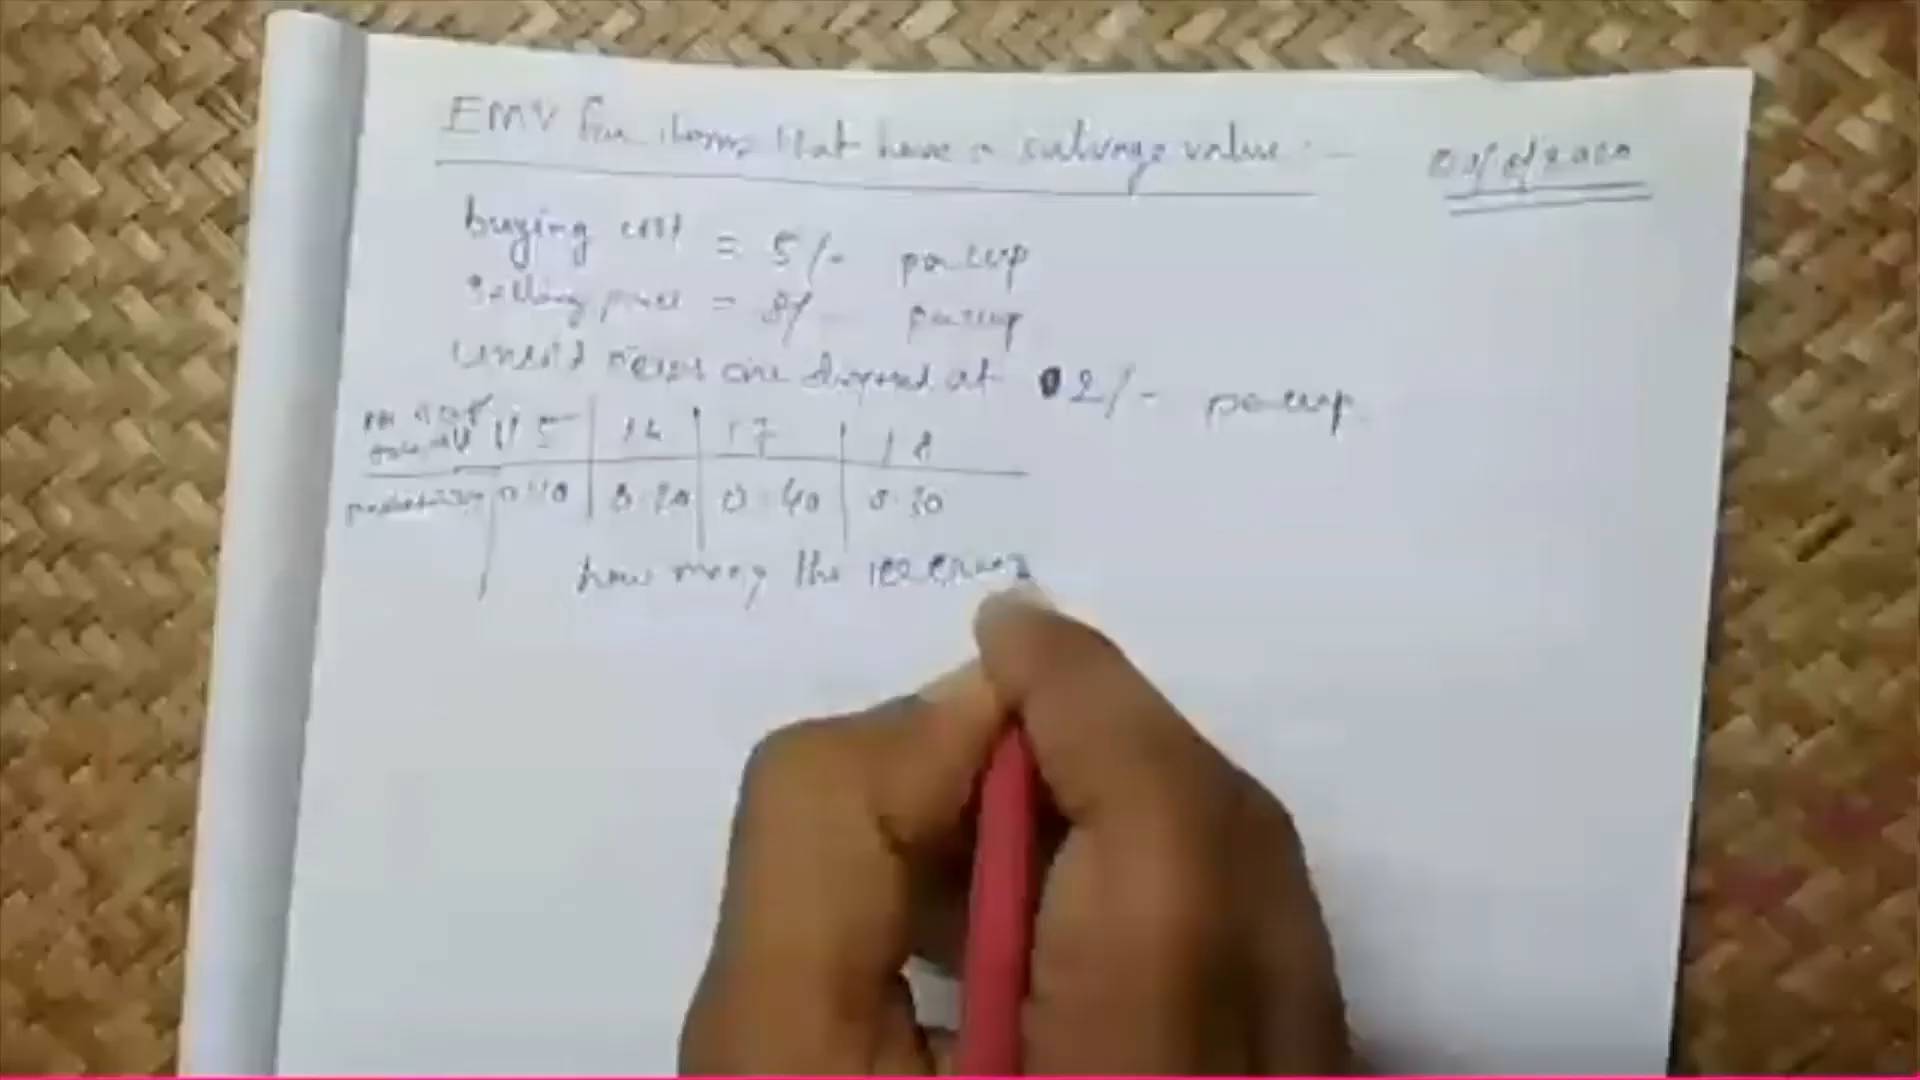 EMV for items that have a salvage value :-
buying cost = 5/- per cup
Selling price = 8/- per cup
unsold ones are disposed at 2/- per cup
15 16 17 18
probability 0.10 0.20 0.40 0.30
how many the ice cream